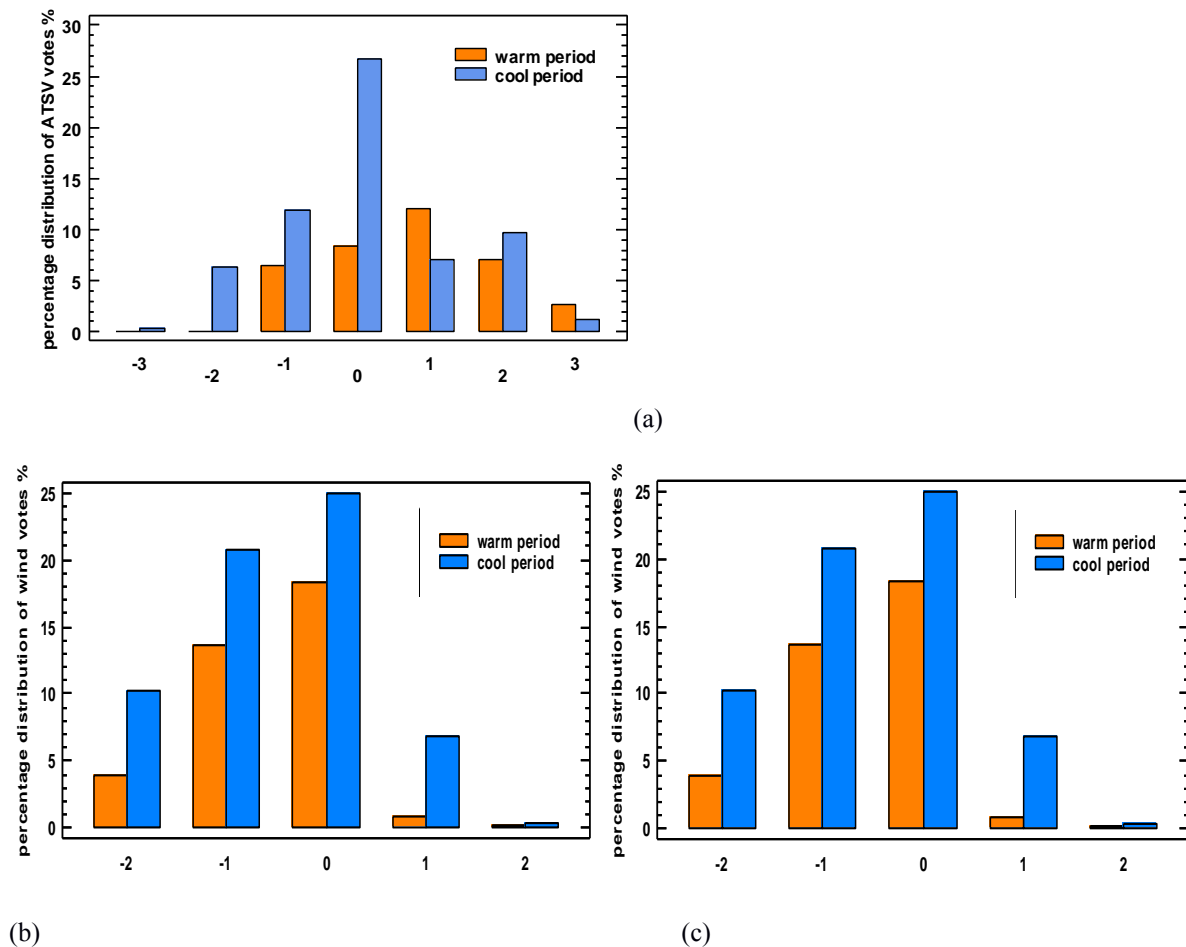 percentage distribution of ATSV votes %
30
25
20
15
10
5
0
warm period
cool period
-3 -2 -1 0 1 2 3
(a)
percentage distribution of wind votes %
25
20
15
10
5
0
warm period
cool period
-2 -1 0 1 2
(b)
percentage distribution of wind votes %
25
20
15
10
5
0
warm period
cool period
-2 -1 0 1 2
(c)